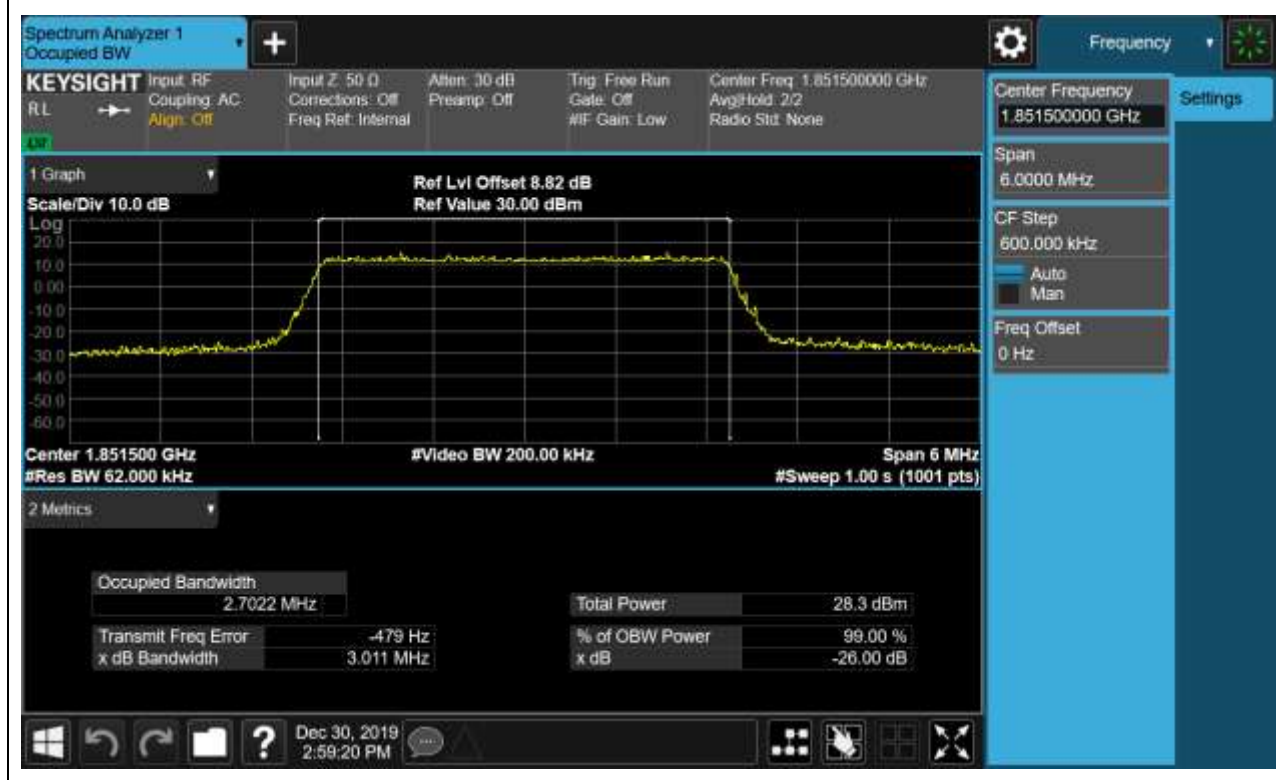 Spectrum Analyzer 1
Occupied BW
Frequency
KEYSIGHT
RL
Input: RF
Coupling: AC
Align: Off
Input Z: 50 Ω
Corrections: Off
Freq Ref: Internal
Atten: 30 dB
Preamp: Off
Trig: Free Run
Gate: Off
#IF Gain: Low
Center Freq: 1.851500000 GHz
Avg|Hold: 2/2
Radio Std: None
Center Frequency
1.851500000 GHz
Settings
Span
6.0000 MHz
CF Step
600.000 kHz
Auto
Man
Freq Offset
0 Hz
1 Graph
Scale/Div 10.0 dB
Ref Lvl Offset 8.82 dB
Ref Value 30.00 dBm
Log
20.0
10.0
0.00
-10.0
-20.0
-30.0
-40.0
-50.0
-60.0
Center 1.851500 GHz
#Res BW 62.000 kHz
#Video BW 200.00 kHz
Span 6 MHz
#Sweep 1.00 s (1001 pts)
2 Metrics
Occupied Bandwidth
2.7022 MHz
Total Power 28.3 dBm
Transmit Freq Error -479 Hz
% of OBW Power 99.00 %
x dB Bandwidth 3.011 MHz
x dB -26.00 dB
?
Dec 30, 2019
2:59:20 PM